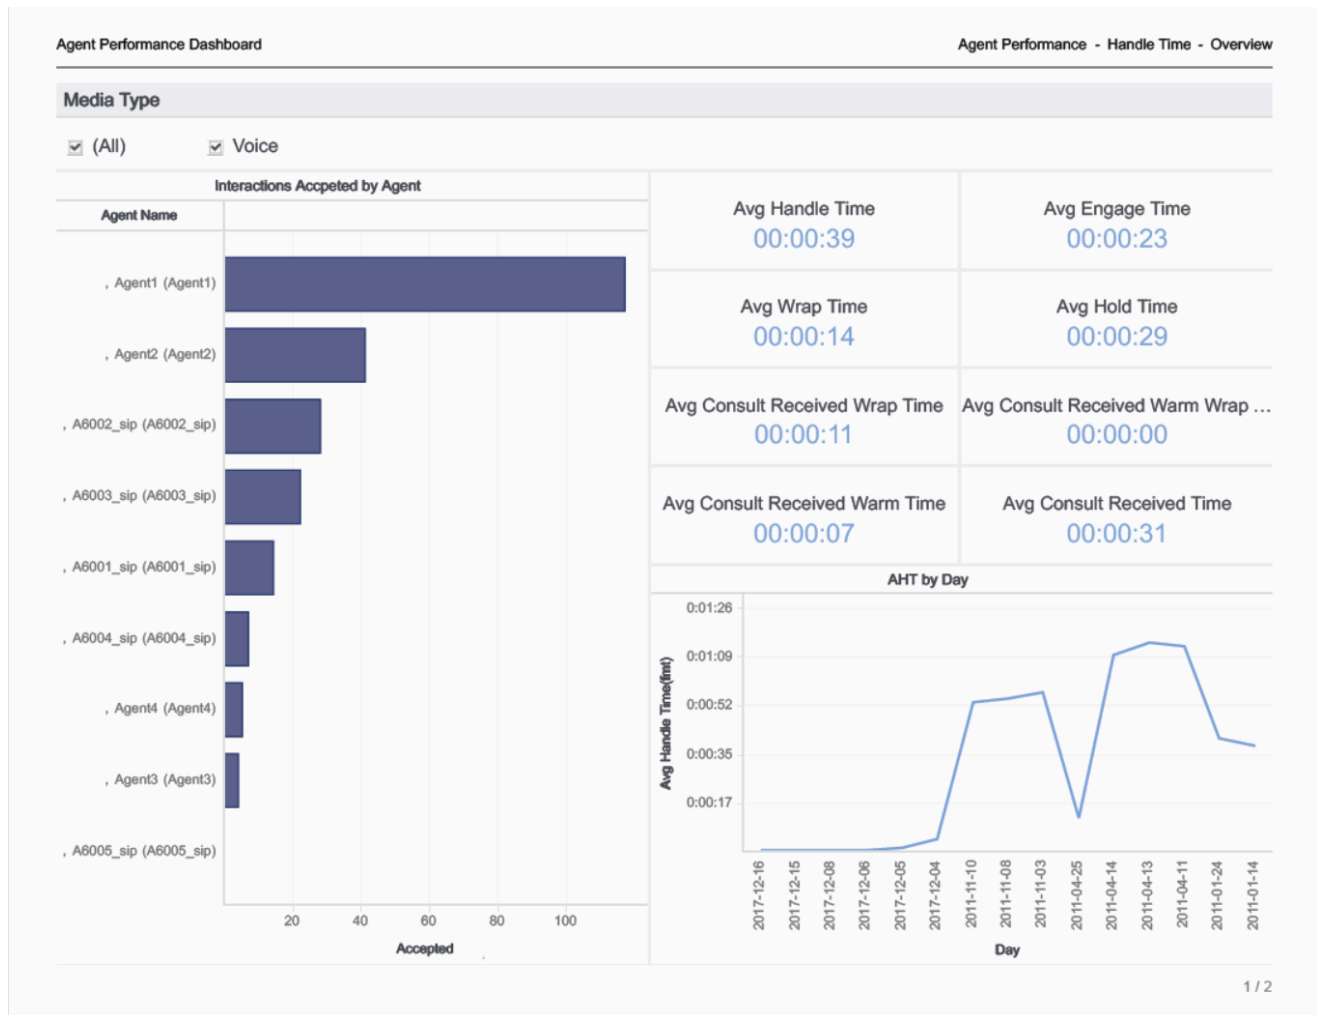 Agent Performance Dashboard
Agent Performance - Handle Time - Overview
Media Type
(All)
Voice
Interactions Accpeted by Agent
Agent Name
, Agent1 (Agent1)
, Agent2 (Agent2)
, A6002_sip (A6002_sip)
, A6003_sip (A6003_sip)
, A6001_sip (A6001_sip)
, A6004_sip (A6004_sip)
, Agent4 (Agent4)
, Agent3 (Agent3)
, A6005_sip (A6005_sip)
20 40 60 80 100
Accepted
Avg Handle Time
00:00:39
Avg Engage Time
00:00:23
Avg Wrap Time
00:00:14
Avg Hold Time
00:00:29
Avg Consult Received Wrap Time
00:00:11
Avg Consult Received Warm Wrap ...
00:00:00
Avg Consult Received Warm Time
00:00:07
Avg Consult Received Time
00:00:31
AHT by Day
Avg Handle Time(fmt)
0:01:26
0:01:09
0:00:52
0:00:35
0:00:17
2017-12-16
2017-12-15
2017-12-08
2017-12-06
2017-12-05
2017-12-04
2011-11-10
2011-11-08
2011-11-03
2011-04-25
2011-04-14
2011-04-13
2011-04-11
2011-01-24
2011-01-14
Day
1 / 2